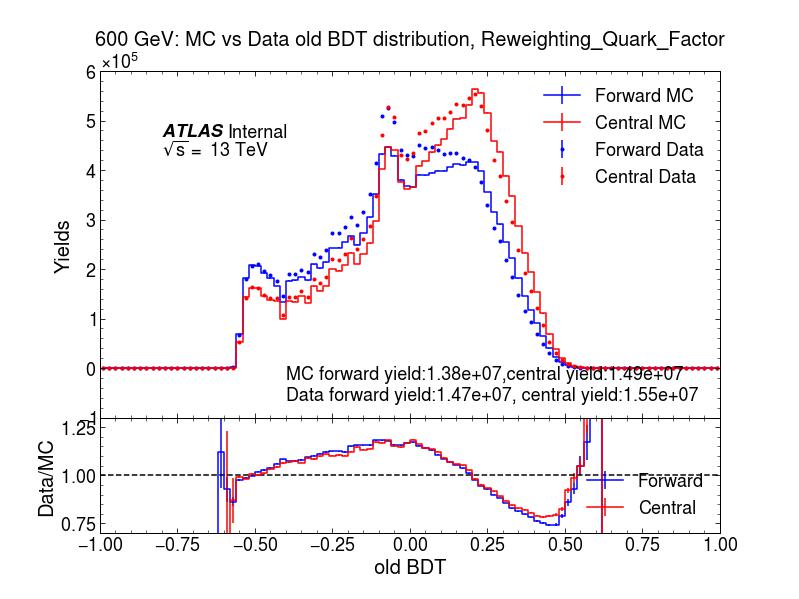 600 GeV: MC vs Data old BDT distribution, Reweighting_Quark_Factor
×10⁵
6
5
4
3
2
1
0
−1
Yields
ATLAS Internal
√s = 13 TeV
Forward MC
Central MC
Forward Data
Central Data
MC forward yield:1.38e+07,central yield:1.49e+07
Data forward yield:1.47e+07, central yield:1.55e+07
1.25
1.00
0.75
Data/MC
Forward
Central
−1.00 −0.75 −0.50 −0.25 0.00 0.25 0.50 0.75 1.00
old BDT